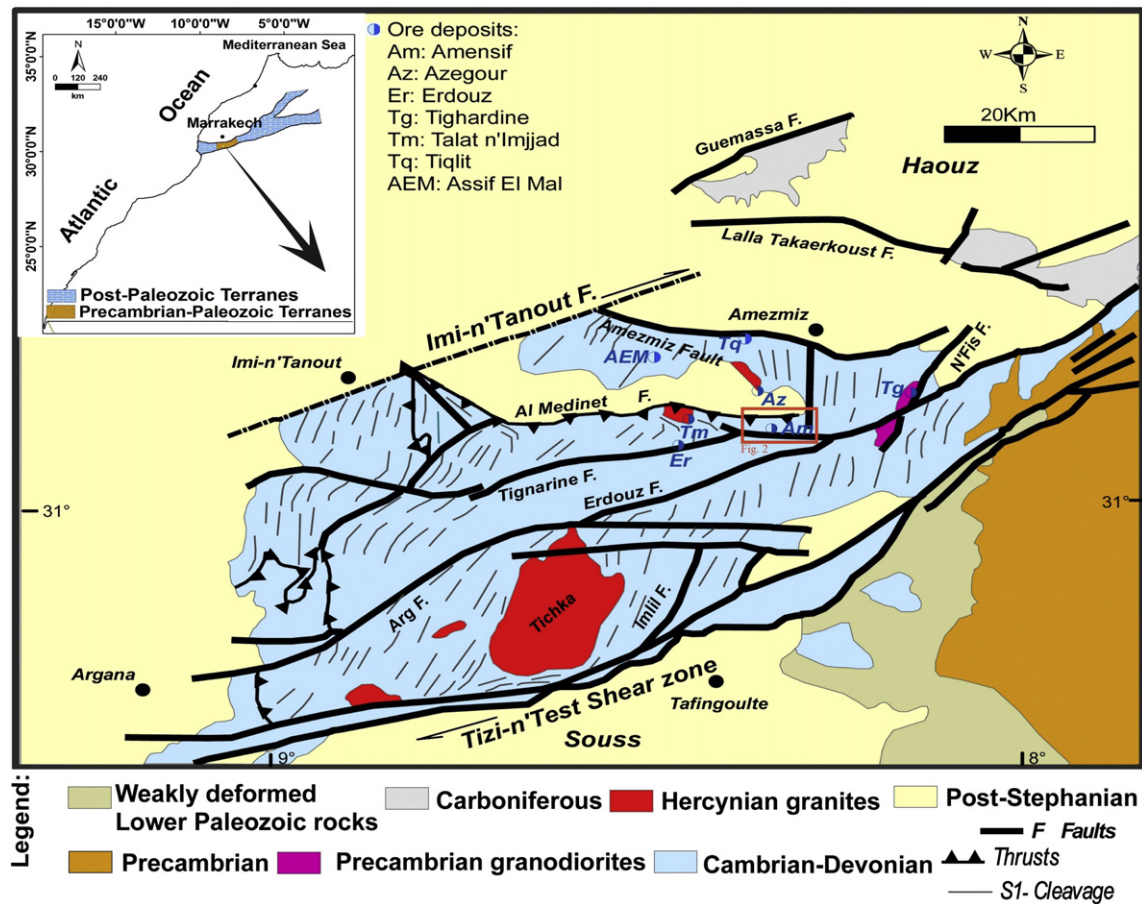 15°0'0"W
10°0'0"W
5°0'0"W
35°0'0"N
30°0'0"N
25°0'0"N
Mediterranean Sea
N
0 120 240
km
Ocean
Atlantic
Marrakech
Post-Paleozoic Terranes
Precambrian-Paleozoic Terranes
Ore deposits:
Am: Amensif
Az: Azegour
Er: Erdouz
Tg: Tighardine
Tm: Talat n'Imjjad
Tq: Tiqlit
AEM: Assif El Mal
N
W E
S
20Km
Guemassa F.
Haouz
Lalla Takaerkoust F.
Imi-n'Tanout F.
Amezmiz
Amezmiz Fault
Tq
AEM
Imi-n'Tanout
N'Fis F.
Tg
Az
Al Medinet F.
Tm
Am
Fig. 2
Er
Tignarine F.
Erdouz F.
31°
31°
Arg F.
Tichka
Imlil F.
Argana
Tafingoulte
Tizi-n'Test Shear zone
Souss
9°
8°
Legend:
Weakly deformed
Lower Paleozoic rocks
Carboniferous
Hercynian granites
Post-Stephanian
F Faults
Precambrian
Precambrian granodiorites
Cambrian-Devonian
Thrusts
S1- Cleavage